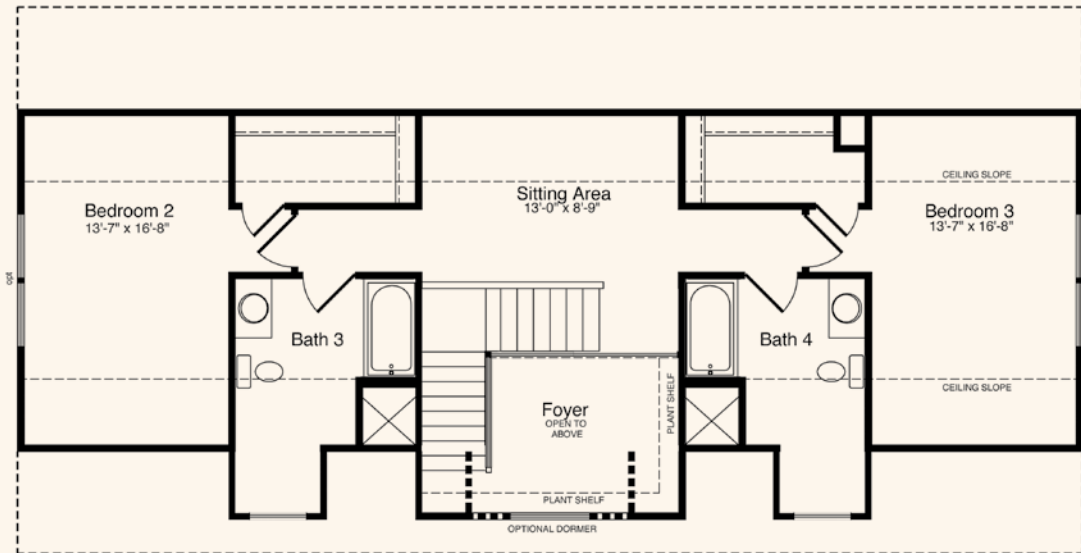 CEILING SLOPE
Sitting Area
13'-0" x 8'-9"
Bedroom 2
13'-7" x 16'-8"
Bedroom 3
13'-7" x 16'-8"
opt
Bath 3
Bath 4
CEILING SLOPE
Foyer
OPEN TO
ABOVE
PLANT SHELF
PLANT SHELF
OPTIONAL DORMER